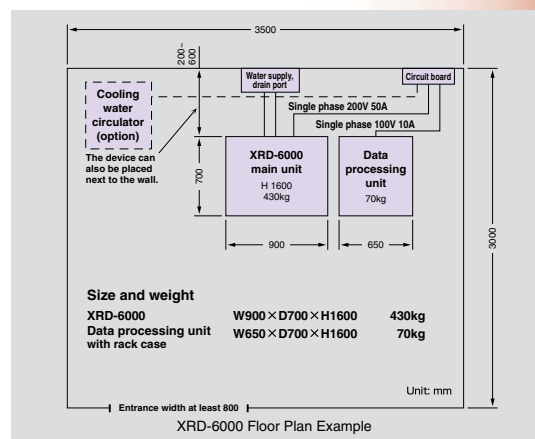 3500
200~
600
Water supply,
drain port
Circuit board
Cooling
water
circulator
(option)
Single phase 200V 50A
Single phase 100V 10A
The device can
also be placed
next to the wall.
XRD-6000
main unit
H 1600
430kg
Data
processing
unit
70kg
700
900
650
3000
Size and weight
XRD-6000 W900×D700×H1600 430kg
Data processing unit W650×D700×H1600 70kg
with rack case
Unit: mm
Entrance width at least 800
XRD-6000 Floor Plan Example